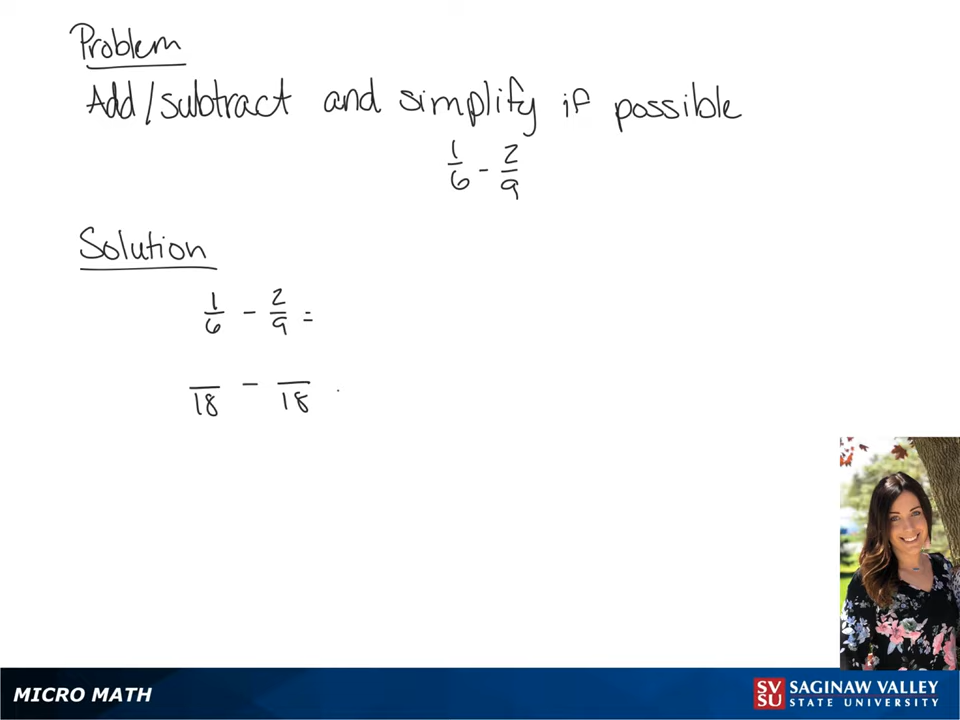 Problem
Add/subtract and simplify if possible
1/6 - 2/9
Solution
1/6 - 2/9 =
/18 - /18
MICRO MATH
SVSU SAGINAW VALLEY
STATE UNIVERSITY